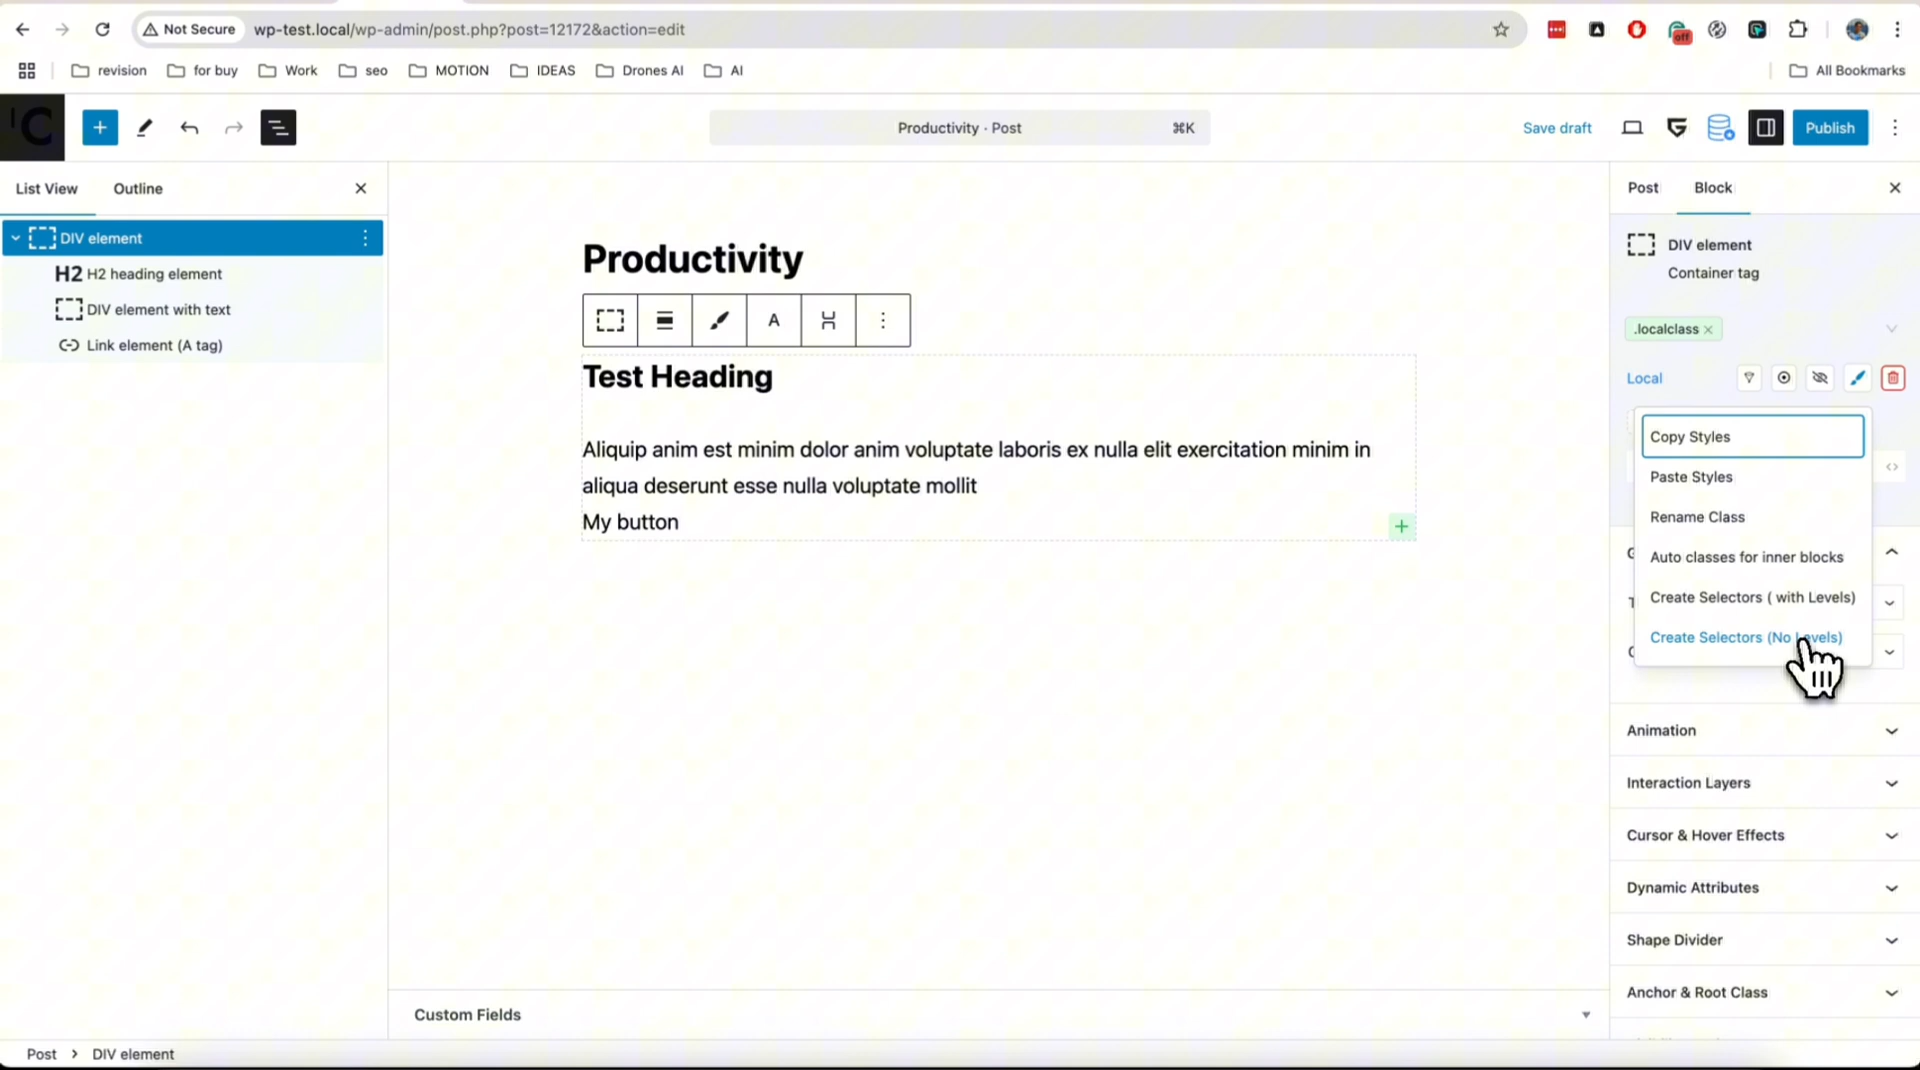 Not Secure
wp-test.local/wp-admin/post.php?post=12172&action=edit
off
revision
for buy
Work
seo
MOTION
IDEAS
Drones AI
AI
All Bookmarks
C
Productivity · Post
⌘K
Save draft
Publish
List View
Outline
DIV element
H2 H2 heading element
DIV element with text
Link element (A tag)
Productivity
A
Test Heading
Aliquip anim est minim dolor anim voluptate laboris ex nulla elit exercitation minim in
aliqua deserunt esse nulla voluptate mollit
My button
Custom Fields
Post
Block
DIV element
Container tag
.localclass
Local
Copy Styles
Paste Styles
Rename Class
Auto classes for inner blocks
Create Selectors ( with Levels)
Create Selectors (No Levels)
Animation
Interaction Layers
Cursor & Hover Effects
Dynamic Attributes
Shape Divider
Anchor & Root Class
Post > DIV element